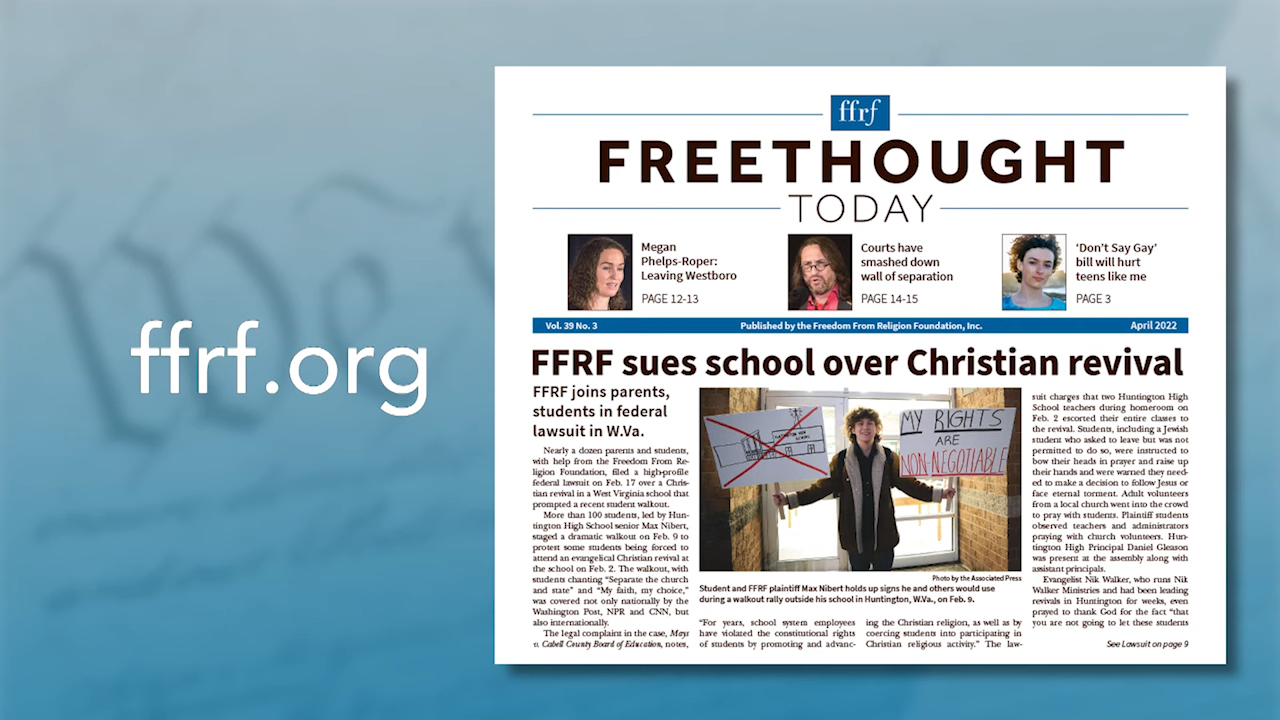 We the
ffrf.org
ffrf
FREETHOUGHT
TODAY
Megan
Phelps-Roper:
Leaving Westboro
PAGE 12-13
Courts have
smashed down
wall of separation
PAGE 14-15
‘Don’t Say Gay’
bill will hurt
teens like me
PAGE 3
Vol. 39 No. 3
Published by the Freedom From Religion Foundation, Inc.
April 2022
FFRF sues school over Christian revival
FFRF joins parents,
students in federal
lawsuit in W.Va.
Nearly a dozen parents and students,
with help from the Freedom From Re-
ligion Foundation, filed a high-profile
federal lawsuit on Feb. 17 over a Chris-
tian revival in a West Virginia school that
prompted a recent student walkout.
More than 100 students, led by Hun-
tington High School senior Max Nibert,
staged a dramatic walkout on Feb. 9 to
protest some students being forced to
attend an evangelical Christian revival at
the school on Feb. 2. The walkout, with
students chanting “Separate the church
and state” and “My faith, my choice,”
was covered not only nationally by the
Washington Post, NPR and CNN, but
also internationally.
The legal complaint in the case, Mays
v. Cabell County Board of Education, notes,
MY RIGHTS
ARE
NON NEGOTIABLE
Photo by the Associated Press
Student and FFRF plaintiff Max Nibert holds up signs he and others would use
during a walkout rally outside his school in Huntington, W.Va., on Feb. 9.
“For years, school system employees
have violated the constitutional rights
of students by promoting and advanc-
ing the Christian religion, as well as by
coercing students into participating in
Christian religious activity.” The law-
suit charges that two Huntington High
School teachers during homeroom on
Feb. 2 escorted their entire classes to
the revival. Students, including a Jewish
student who asked to leave but was not
permitted to do so, were instructed to
bow their heads in prayer and raise up
their hands and were warned they need-
ed to make a decision to follow Jesus or
face eternal torment. Adult volunteers
from a local church went into the crowd
to pray with students. Plaintiff students
observed teachers and administrators
praying with church volunteers. Hun-
tington High Principal Daniel Gleason
was present at the assembly along with
assistant principals.
Evangelist Nik Walker, who runs Nik
Walker Ministries and had been leading
revivals in Huntington for weeks, even
prayed to thank God for the fact “that
you are not going to let these students
See Lawsuit on page 9